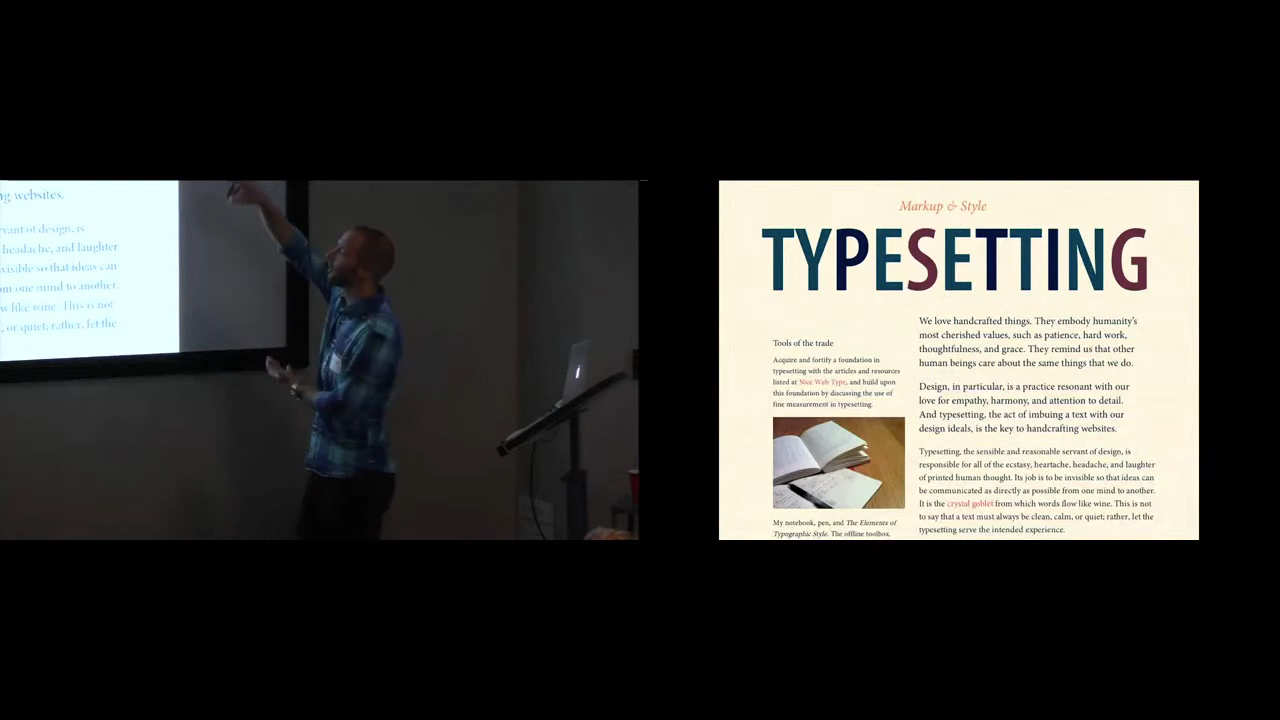 ng websites.
vant of design, is
headache, and laughter
visible so that ideas can
om one mind to another.
w like wine. This is not
, or quiet; rather, let the
Markup & Style
TYPESETTING
Tools of the trade
Acquire and fortify a foundation in
typesetting with the articles and resources
listed at Nice Web Type, and build upon
this foundation by discussing the use of
fine measurement in typesetting.
My notebook, pen, and The Elements of
Typographic Style. The offline toolbox.
We love handcrafted things. They embody humanity's
most cherished values, such as patience, hard work,
thoughtfulness, and grace. They remind us that other
human beings care about the same things that we do.
Design, in particular, is a practice resonant with our
love for empathy, harmony, and attention to detail.
And typesetting, the act of imbuing a text with our
design ideals, is the key to handcrafting websites.
Typesetting, the sensible and reasonable servant of design, is
responsible for all of the ecstasy, heartache, headache, and laughter
of printed human thought. Its job is to be invisible so that ideas can
be communicated as directly as possible from one mind to another.
It is the crystal goblet from which words flow like wine. This is not
to say that a text must always be clean, calm, or quiet; rather, let the
typesetting serve the intended experience.